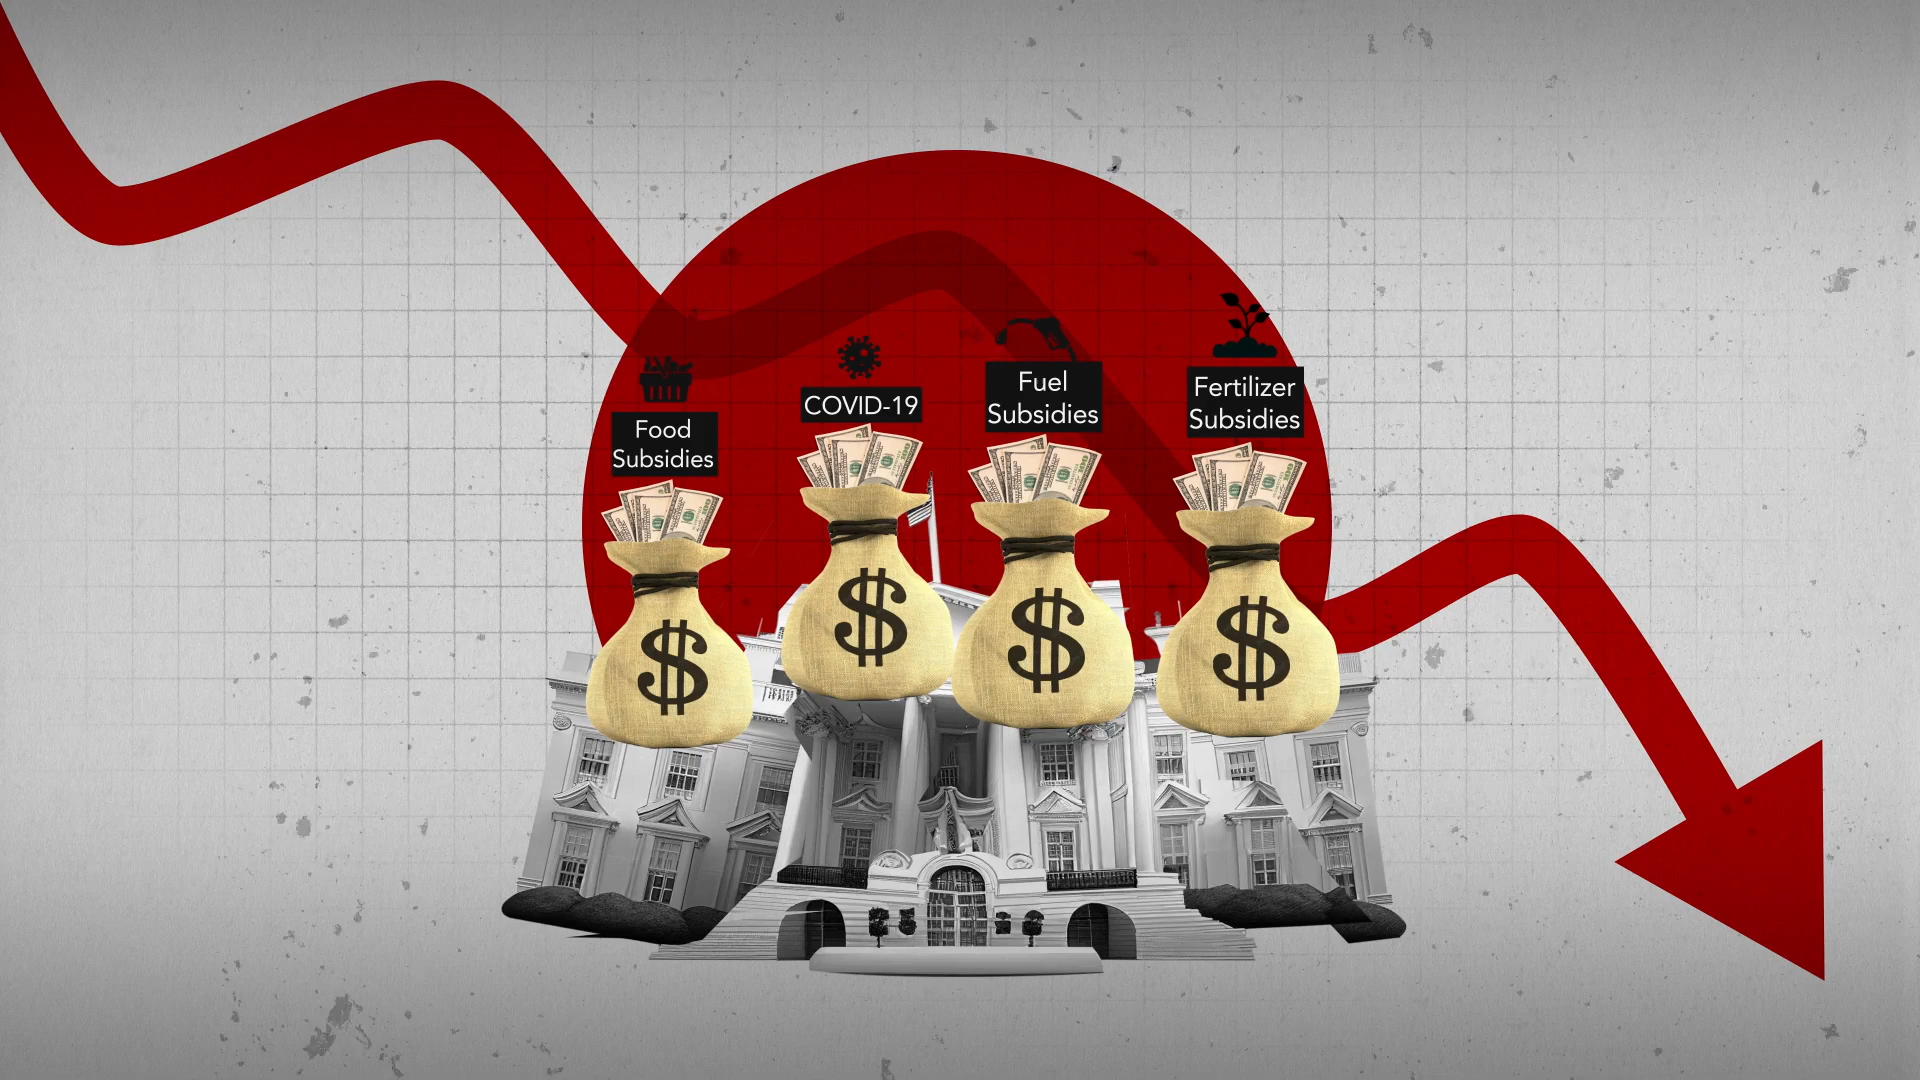 Food
Subsidies
COVID-19
Fuel
Subsidies
Fertilizer
Subsidies
$
$
$
$